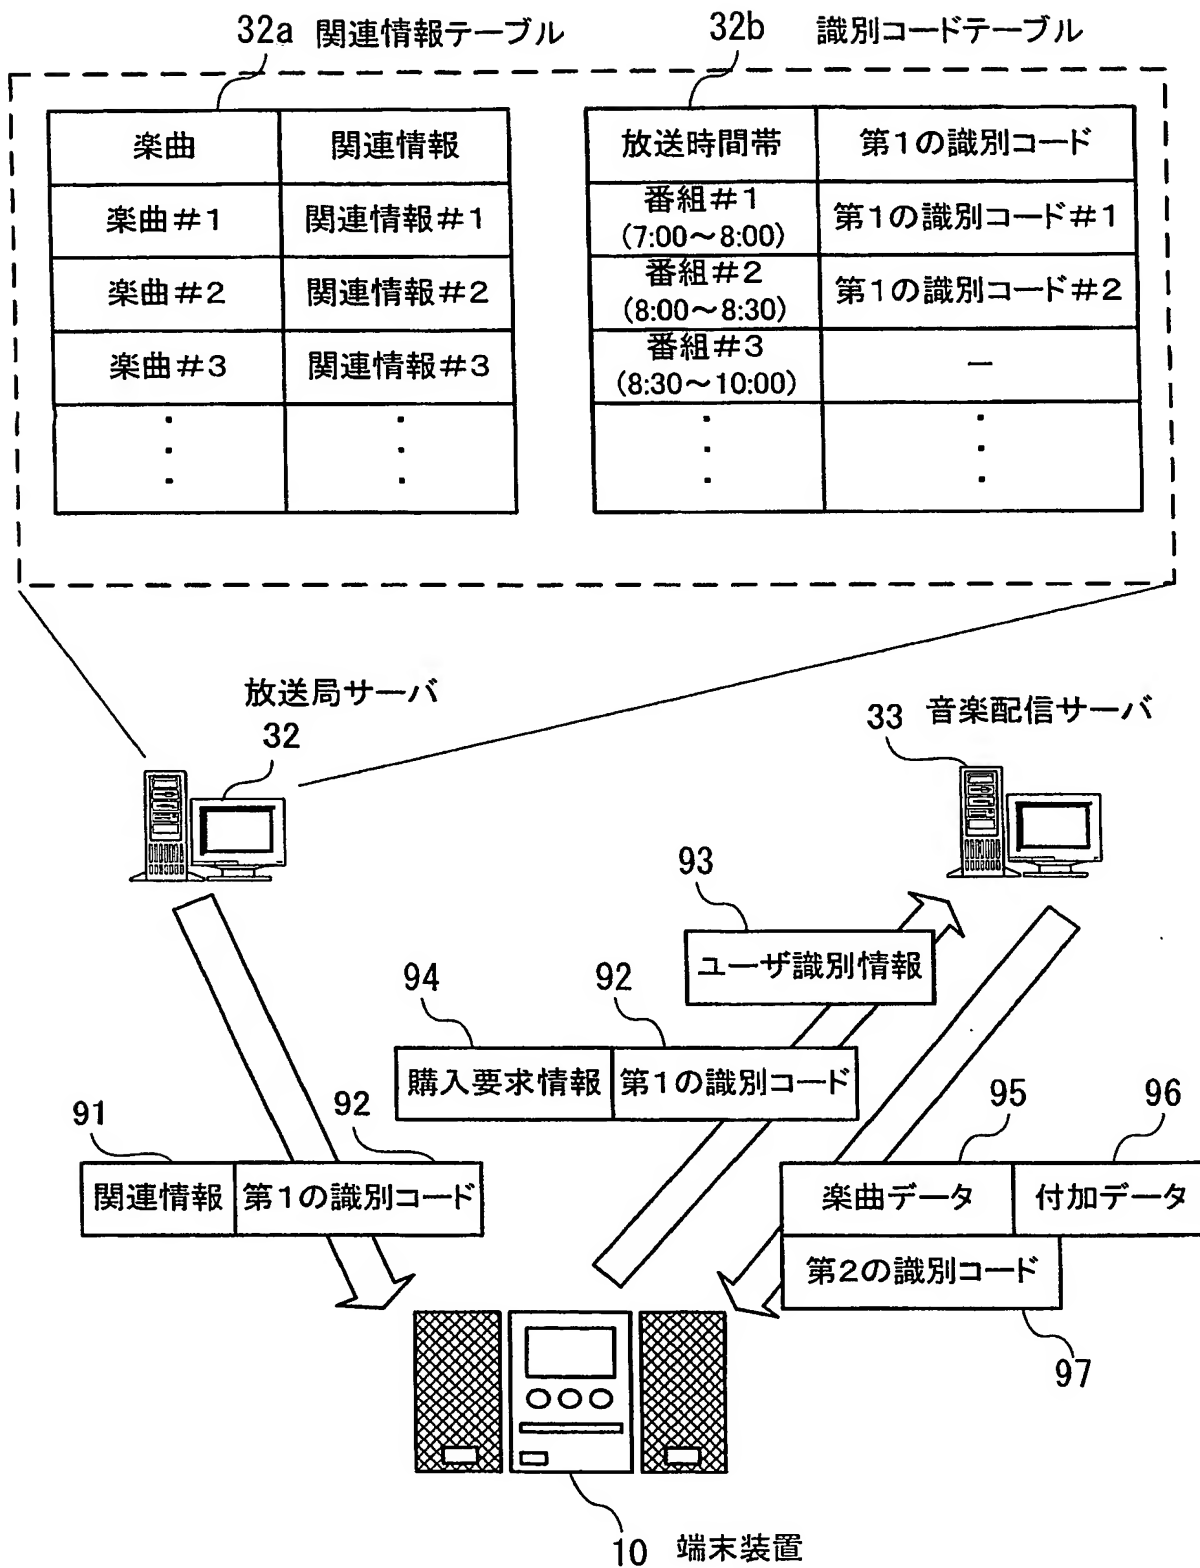 32a 関連情報テーブル
32b 識別コードテーブル
楽曲 関連情報
楽曲#1 関連情報#1
楽曲#2 関連情報#2
楽曲#3 関連情報#3
放送時間帯 第1の識別コード
番組#1
(7:00~8:00)
第1の識別コード#1
番組#2
(8:00~8:30)
第1の識別コード#2
番組#3
(8:30~10:00)
—
放送局サーバ
32
33 音楽配信サーバ
93
ユーザ識別情報
94 92
購入要求情報 第1の識別コード
91 92
関連情報 第1の識別コード
95 96
楽曲データ 付加データ
第2の識別コード
97
10 端末装置